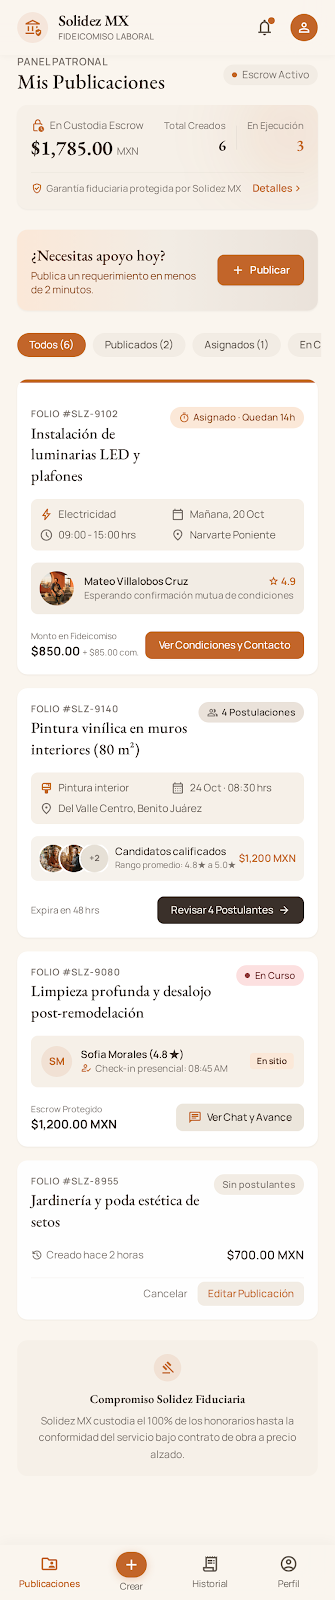 Solidez MX
FIDEICOMISO LABORAL
PANEL PATRONAL
Mis Publicaciones
Escrow Activo
En Custodia Escrow
$1,785.00 MXN
Total Creados
6
En Ejecución
3
Garantía fiduciaria protegida por Solidez MX
Detalles >
¿Necesitas apoyo hoy?
Publica un requerimiento en menos
de 2 minutos.
+ Publicar
Todos (6)
Publicados (2)
Asignados (1)
En C
FOLIO #SLZ-9102
Asignado · Quedan 14h
Instalación de
luminarias LED y
plafones
Electricidad
Mañana, 20 Oct
09:00 - 15:00 hrs
Narvarte Poniente
Mateo Villalobos Cruz
☆ 4.9
Esperando confirmación mutua de condiciones
Monto en Fideicomiso
$850.00 + $85.00 com.
Ver Condiciones y Contacto
FOLIO #SLZ-9140
4 Postulaciones
Pintura vinílica en muros
interiores (80 m²)
Pintura interior
24 Oct · 08:30 hrs
Del Valle Centro, Benito Juárez
+2
Candidatos calificados
Rango promedio: 4.8★ a 5.0★
$1,200 MXN
Expira en 48 hrs
Revisar 4 Postulantes →
FOLIO #SLZ-9080
En Curso
Limpieza profunda y desalojo
post-remodelación
SM
Sofia Morales (4.8 ★)
Check-in presencial: 08:45 AM
En sitio
Escrow Protegido
$1,200.00 MXN
Ver Chat y Avance
FOLIO #SLZ-8955
Sin postulantes
Jardinería y poda estética de
setos
Creado hace 2 horas
$700.00 MXN
Cancelar
Editar Publicación
Compromiso Solidez Fiduciaria
Solidez MX custodia el 100% de los honorarios hasta la
conformidad del servicio bajo contrato de obra a precio
alzado.
Publicaciones
Crear
Historial
Perfil